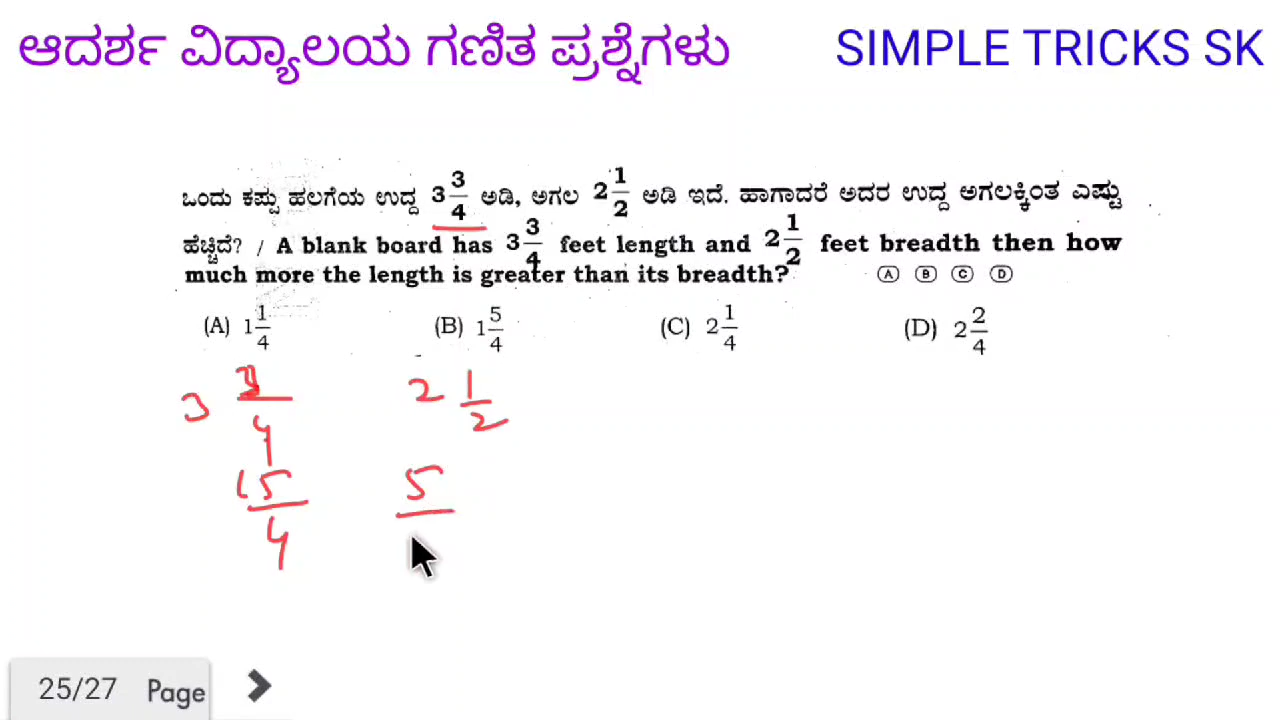 ಆದರ್ಶ ವಿದ್ಯಾಲಯ ಗಣಿತ ಪ್ರಶ್ನೆಗಳು SIMPLE TRICKS SK
ಒಂದು ಕಪ್ಪು ಹಲಗೆಯ ಉದ್ದ 3 3/4 ಅಡಿ, ಅಗಲ 2 1/2 ಅಡಿ ಇದೆ. ಹಾಗಾದರೆ ಅದರ ಉದ್ದ ಅಗಲಕ್ಕಿಂತ ಎಷ್ಟು
ಹೆಚ್ಚಿದೆ? / A blank board has 3 3/4 feet length and 2 1/2 feet breadth then how
much more the length is greater than its breadth? Ⓐ Ⓑ Ⓒ Ⓓ
(A) 1 1/4 (B) 1 5/4 (C) 2 1/4 (D) 2 2/4
3 3/4 2 1/2
15/4 5
25/27 Page